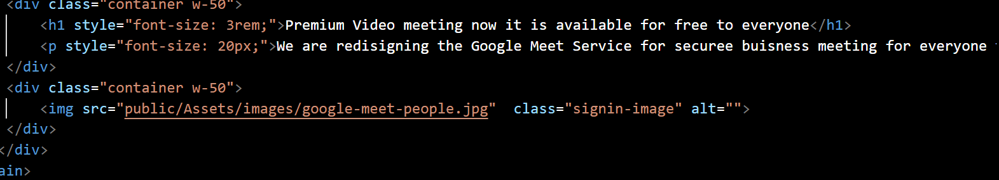 <div class="container w-50">
<h1 style="font-size: 3rem;">Premium Video meeting now it is available for free to everyone</h1>
<p style="font-size: 20px;">We are redisigning the Google Meet Service for securee buisness meeting for everyone
</div>
<div class="container w-50">
<img src="public/Assets/images/google-meet-people.jpg"  class="signin-image" alt="">
</div>
</div>
ain>